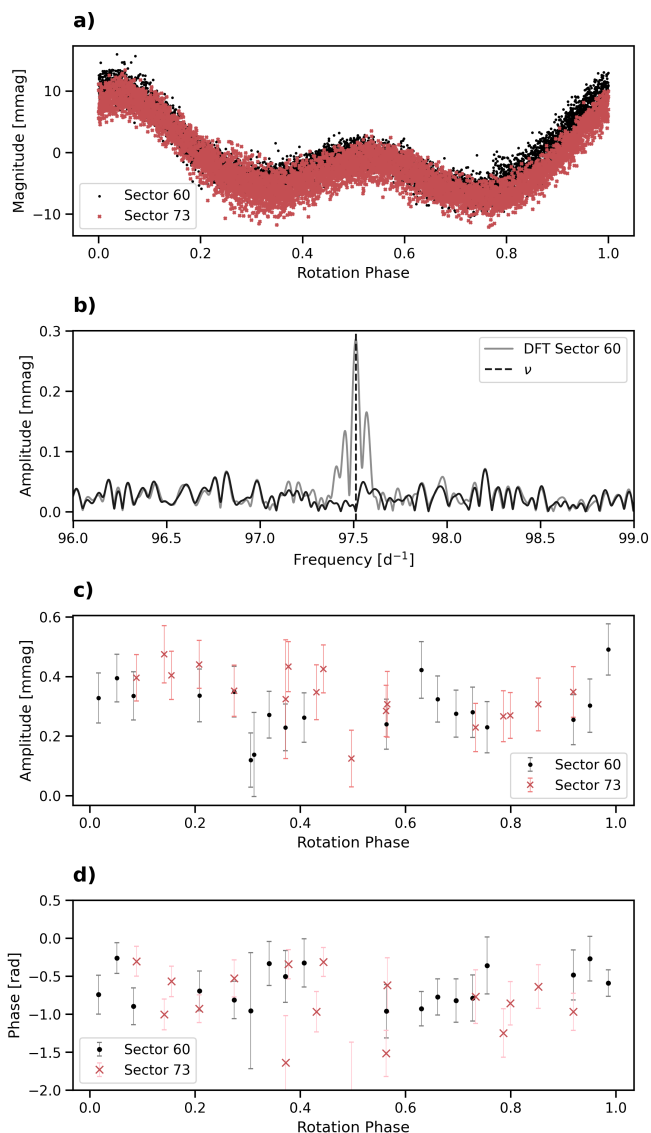 a)
Magnitude [mmag]
10
0
−10
Sector 60
Sector 73
0.0 0.2 0.4 0.6 0.8 1.0
Rotation Phase
b)
Amplitude [mmag]
0.3
0.2
0.1
0.0
DFT Sector 60
ν
96.0 96.5 97.0 97.5 98.0 98.5 99.0
Frequency [d⁻¹]
c)
Amplitude [mmag]
0.6
0.4
0.2
0.0
Sector 60
Sector 73
0.0 0.2 0.4 0.6 0.8 1.0
Rotation Phase
d)
Phase [rad]
0.5
0.0
−0.5
−1.0
−1.5
−2.0
Sector 60
Sector 73
0.0 0.2 0.4 0.6 0.8 1.0
Rotation Phase